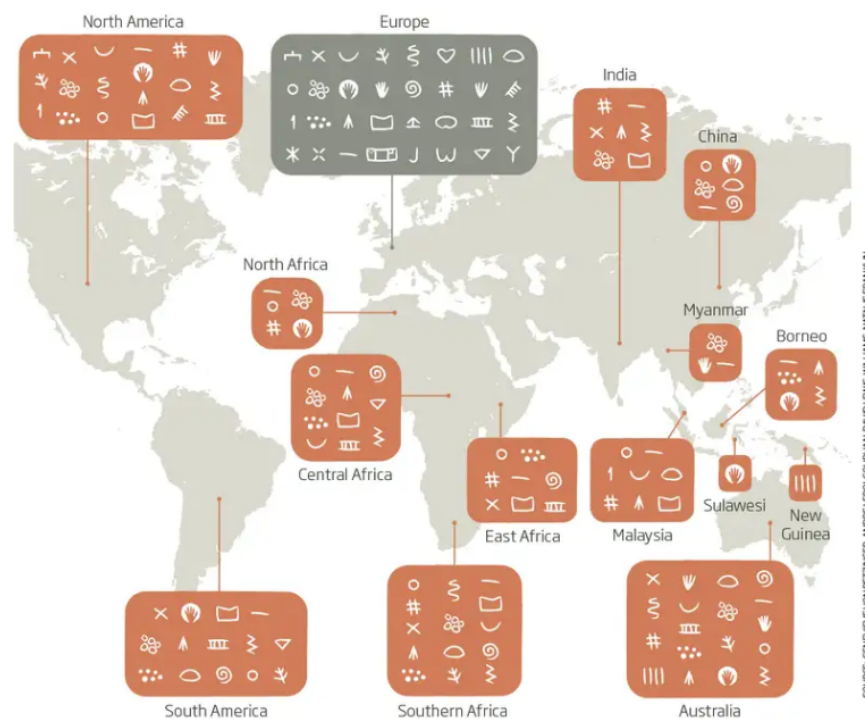 North America
Europe
India
China
North Africa
Myanmar
Borneo
Central Africa
East Africa
Malaysia
Sulawesi
New
Guinea
South America
Southern Africa
Australia